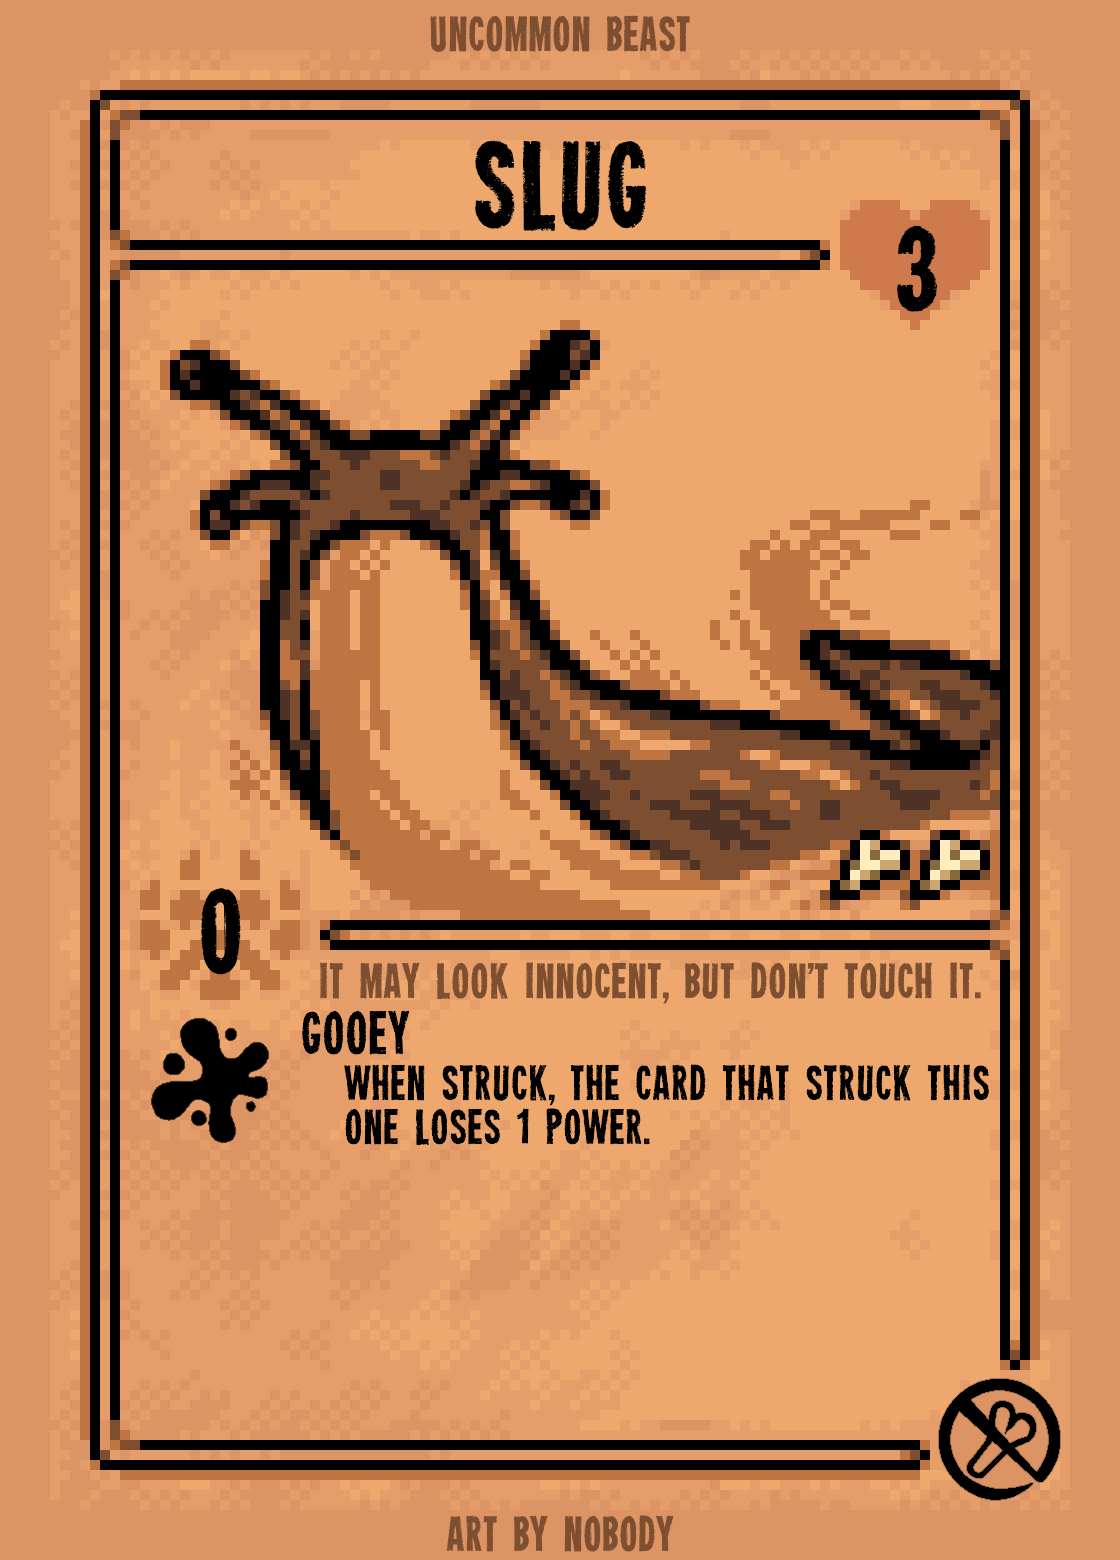 UNCOMMON BEAST
SLUG
3
0
IT MAY LOOK INNOCENT, BUT DON'T TOUCH IT.
GOOEY
WHEN STRUCK, THE CARD THAT STRUCK THIS
ONE LOSES 1 POWER.
ART BY NOBODY